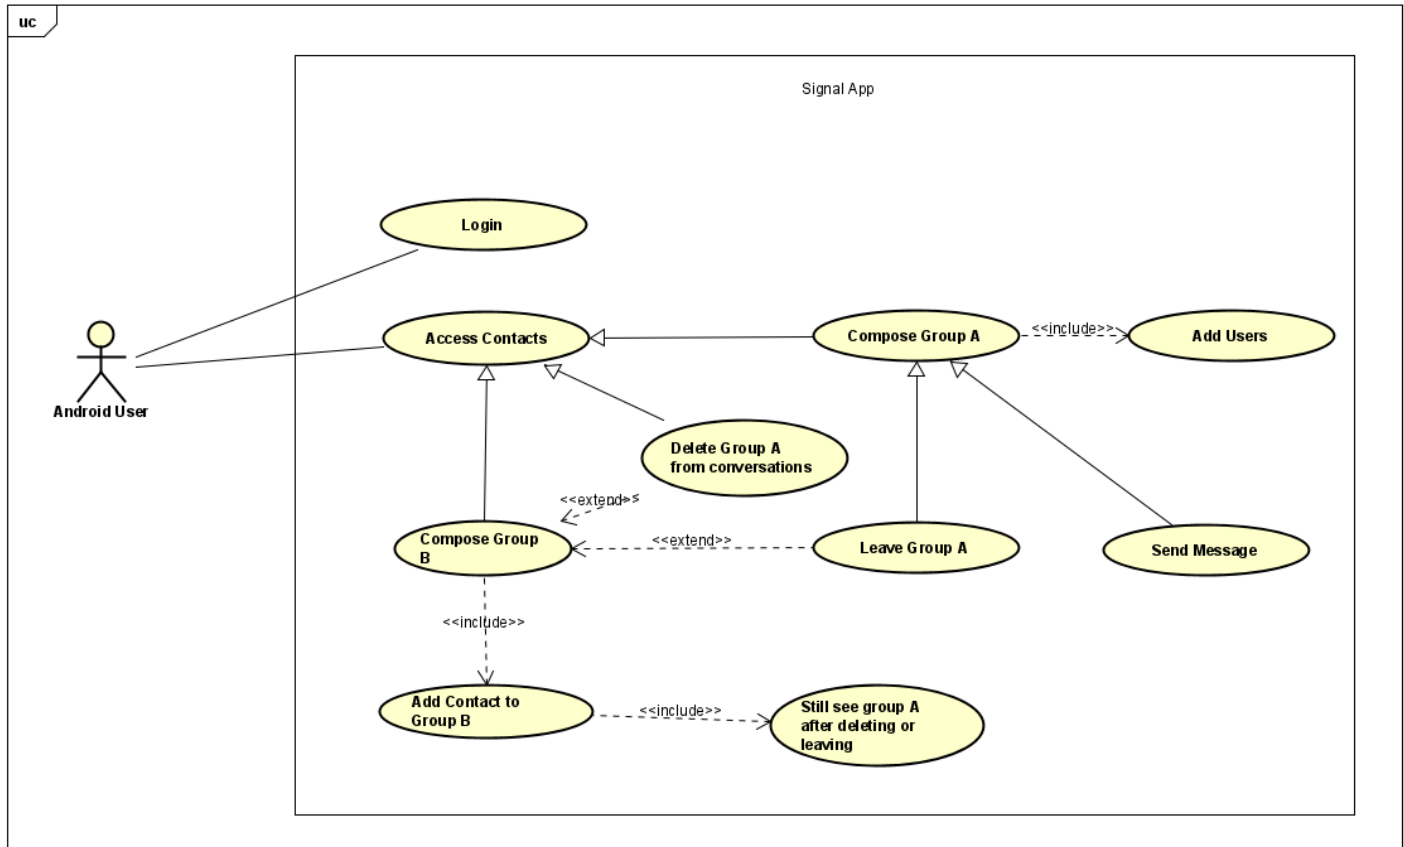 uc
Signal App
Login
Access Contacts
Compose Group A
<<include>>
Add Users
Android User
Delete Group A
from conversations
<<extend>>
Compose Group
B
<<extend>>
Leave Group A
Send Message
<<include>>
Add Contact to
Group B
<<include>>
Still see group A
after deleting or
leaving